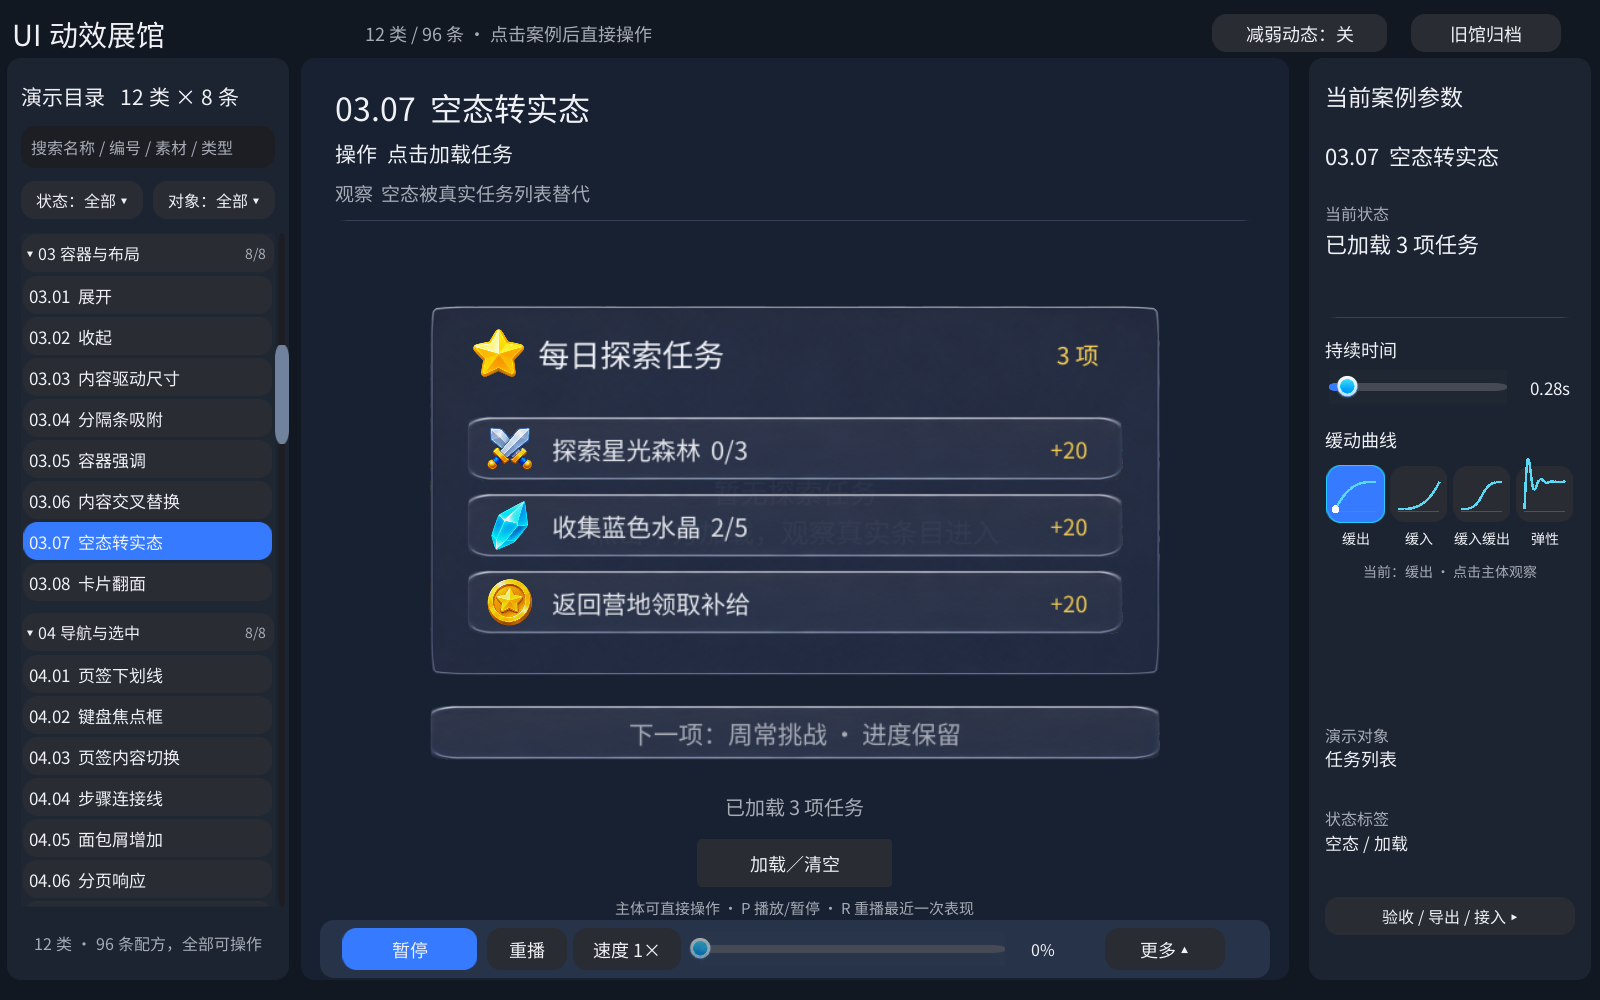 UI 动效展馆
12 类 / 96 条 · 点击案例后直接操作
减弱动态：关
旧馆归档
演示目录 12 类 × 8 条
搜索名称 / 编号 / 素材 / 类型
状态：全部 ▾
对象：全部 ▾
▾ 03 容器与布局 8/8
03.01 展开
03.02 收起
03.03 内容驱动尺寸
03.04 分隔条吸附
03.05 容器强调
03.06 内容交叉替换
03.07 空态转实态
03.08 卡片翻面
▾ 04 导航与选中 8/8
04.01 页签下划线
04.02 键盘焦点框
04.03 页签内容切换
04.04 步骤连接线
04.05 面包屑增加
04.06 分页响应
12 类 · 96 条配方，全部可操作
03.07 空态转实态
操作 点击加载任务
观察 空态被真实任务列表替代
每日探索任务 3 项
探索星光森林 0/3 +20
暂无探索任务
收集蓝色水晶 2/5 +20
，观察真实条目进入
返回营地领取补给 +20
下一项：周常挑战 · 进度保留
已加载 3 项任务
加载／清空
主体可直接操作 · P 播放/暂停 · R 重播最近一次表现
暂停
重播
速度 1×
0%
更多 ▴
当前案例参数
03.07 空态转实态
当前状态
已加载 3 项任务
持续时间
0.28s
缓动曲线
缓出 缓入 缓入缓出 弹性
当前：缓出 · 点击主体观察
演示对象
任务列表
状态标签
空态 / 加载
验收 / 导出 / 接入 ▸